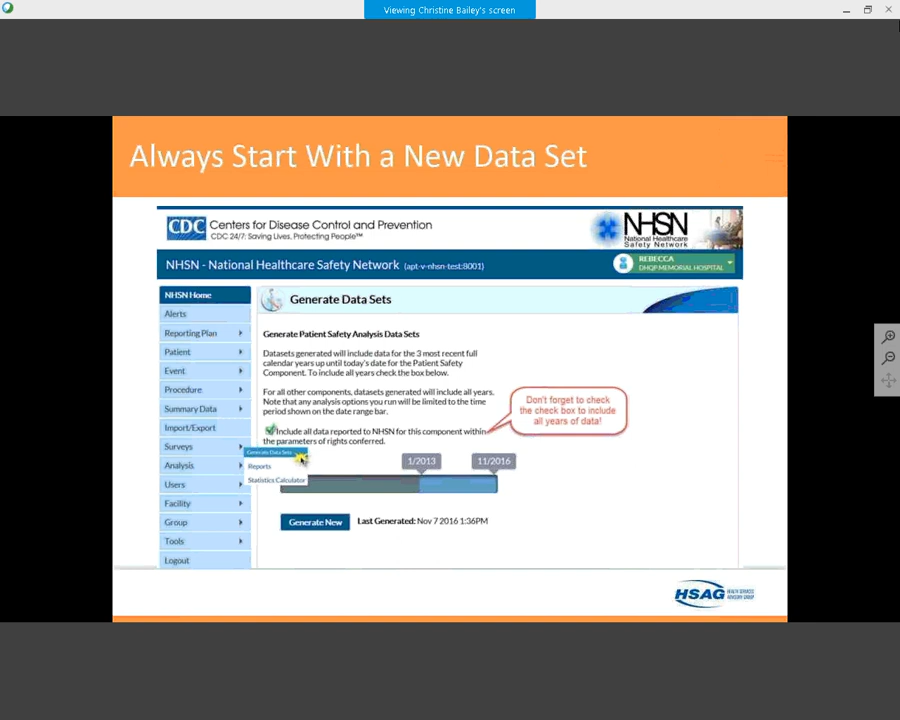 Viewing Christine Bailey's screen
Always Start With a New Data Set
CDC Centers for Disease Control and Prevention
CDC 24/7: Saving Lives, Protecting People™
NHSN
National Healthcare
Safety Network
NHSN - National Healthcare Safety Network (apt-v-nhsn-test:8001)
REBECCA
DHQP MEMORIAL HOSPITAL
NHSN Home
Alerts
Reporting Plan
Patient
Event
Procedure
Summary Data
Import/Export
Surveys
Analysis
Users
Facility
Group
Tools
Logout
Generate Data Sets
Reports
Statistics Calculator
Generate Data Sets
Generate Patient Safety Analysis Data Sets
Datasets generated will include data for the 3 most recent full
calendar years up until today's date for the Patient Safety
Component. To include all years check the box below.
For all other components, datasets generated will include all years.
Note that any analysis options you run will be limited to the time
period shown on the date range bar.
Include all data reported to NHSN for this component within
the parameters of rights conferred.
Don't forget to check
the check box to include
all years of data!
1/2013
11/2016
Generate New
Last Generated: Nov 7 2016 1:36PM
HSAG HEALTH SERVICES
ADVISORY GROUP